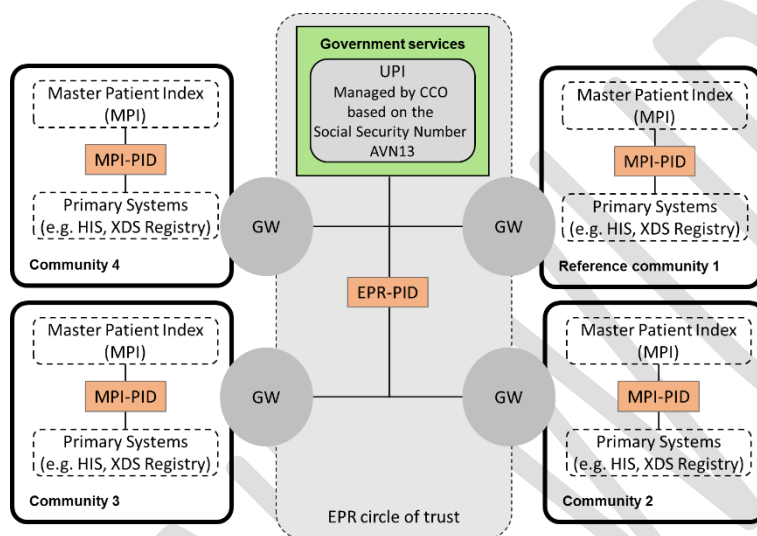 Government services
UPI
Managed by CCO
based on the
Social Security Number
AVN13
Master Patient Index
(MPI)
MPI-PID
Primary Systems
(e.g. HIS, XDS Registry)
Community 4
GW
GW
Master Patient Index
(MPI)
MPI-PID
Primary Systems
(e.g. HIS, XDS Registry)
Reference community 1
EPR-PID
Master Patient Index
(MPI)
MPI-PID
Primary Systems
(e.g. HIS, XDS Registry)
Community 3
GW
GW
Master Patient Index
(MPI)
MPI-PID
Primary Systems
(e.g. HIS, XDS Registry)
Community 2
EPR circle of trust